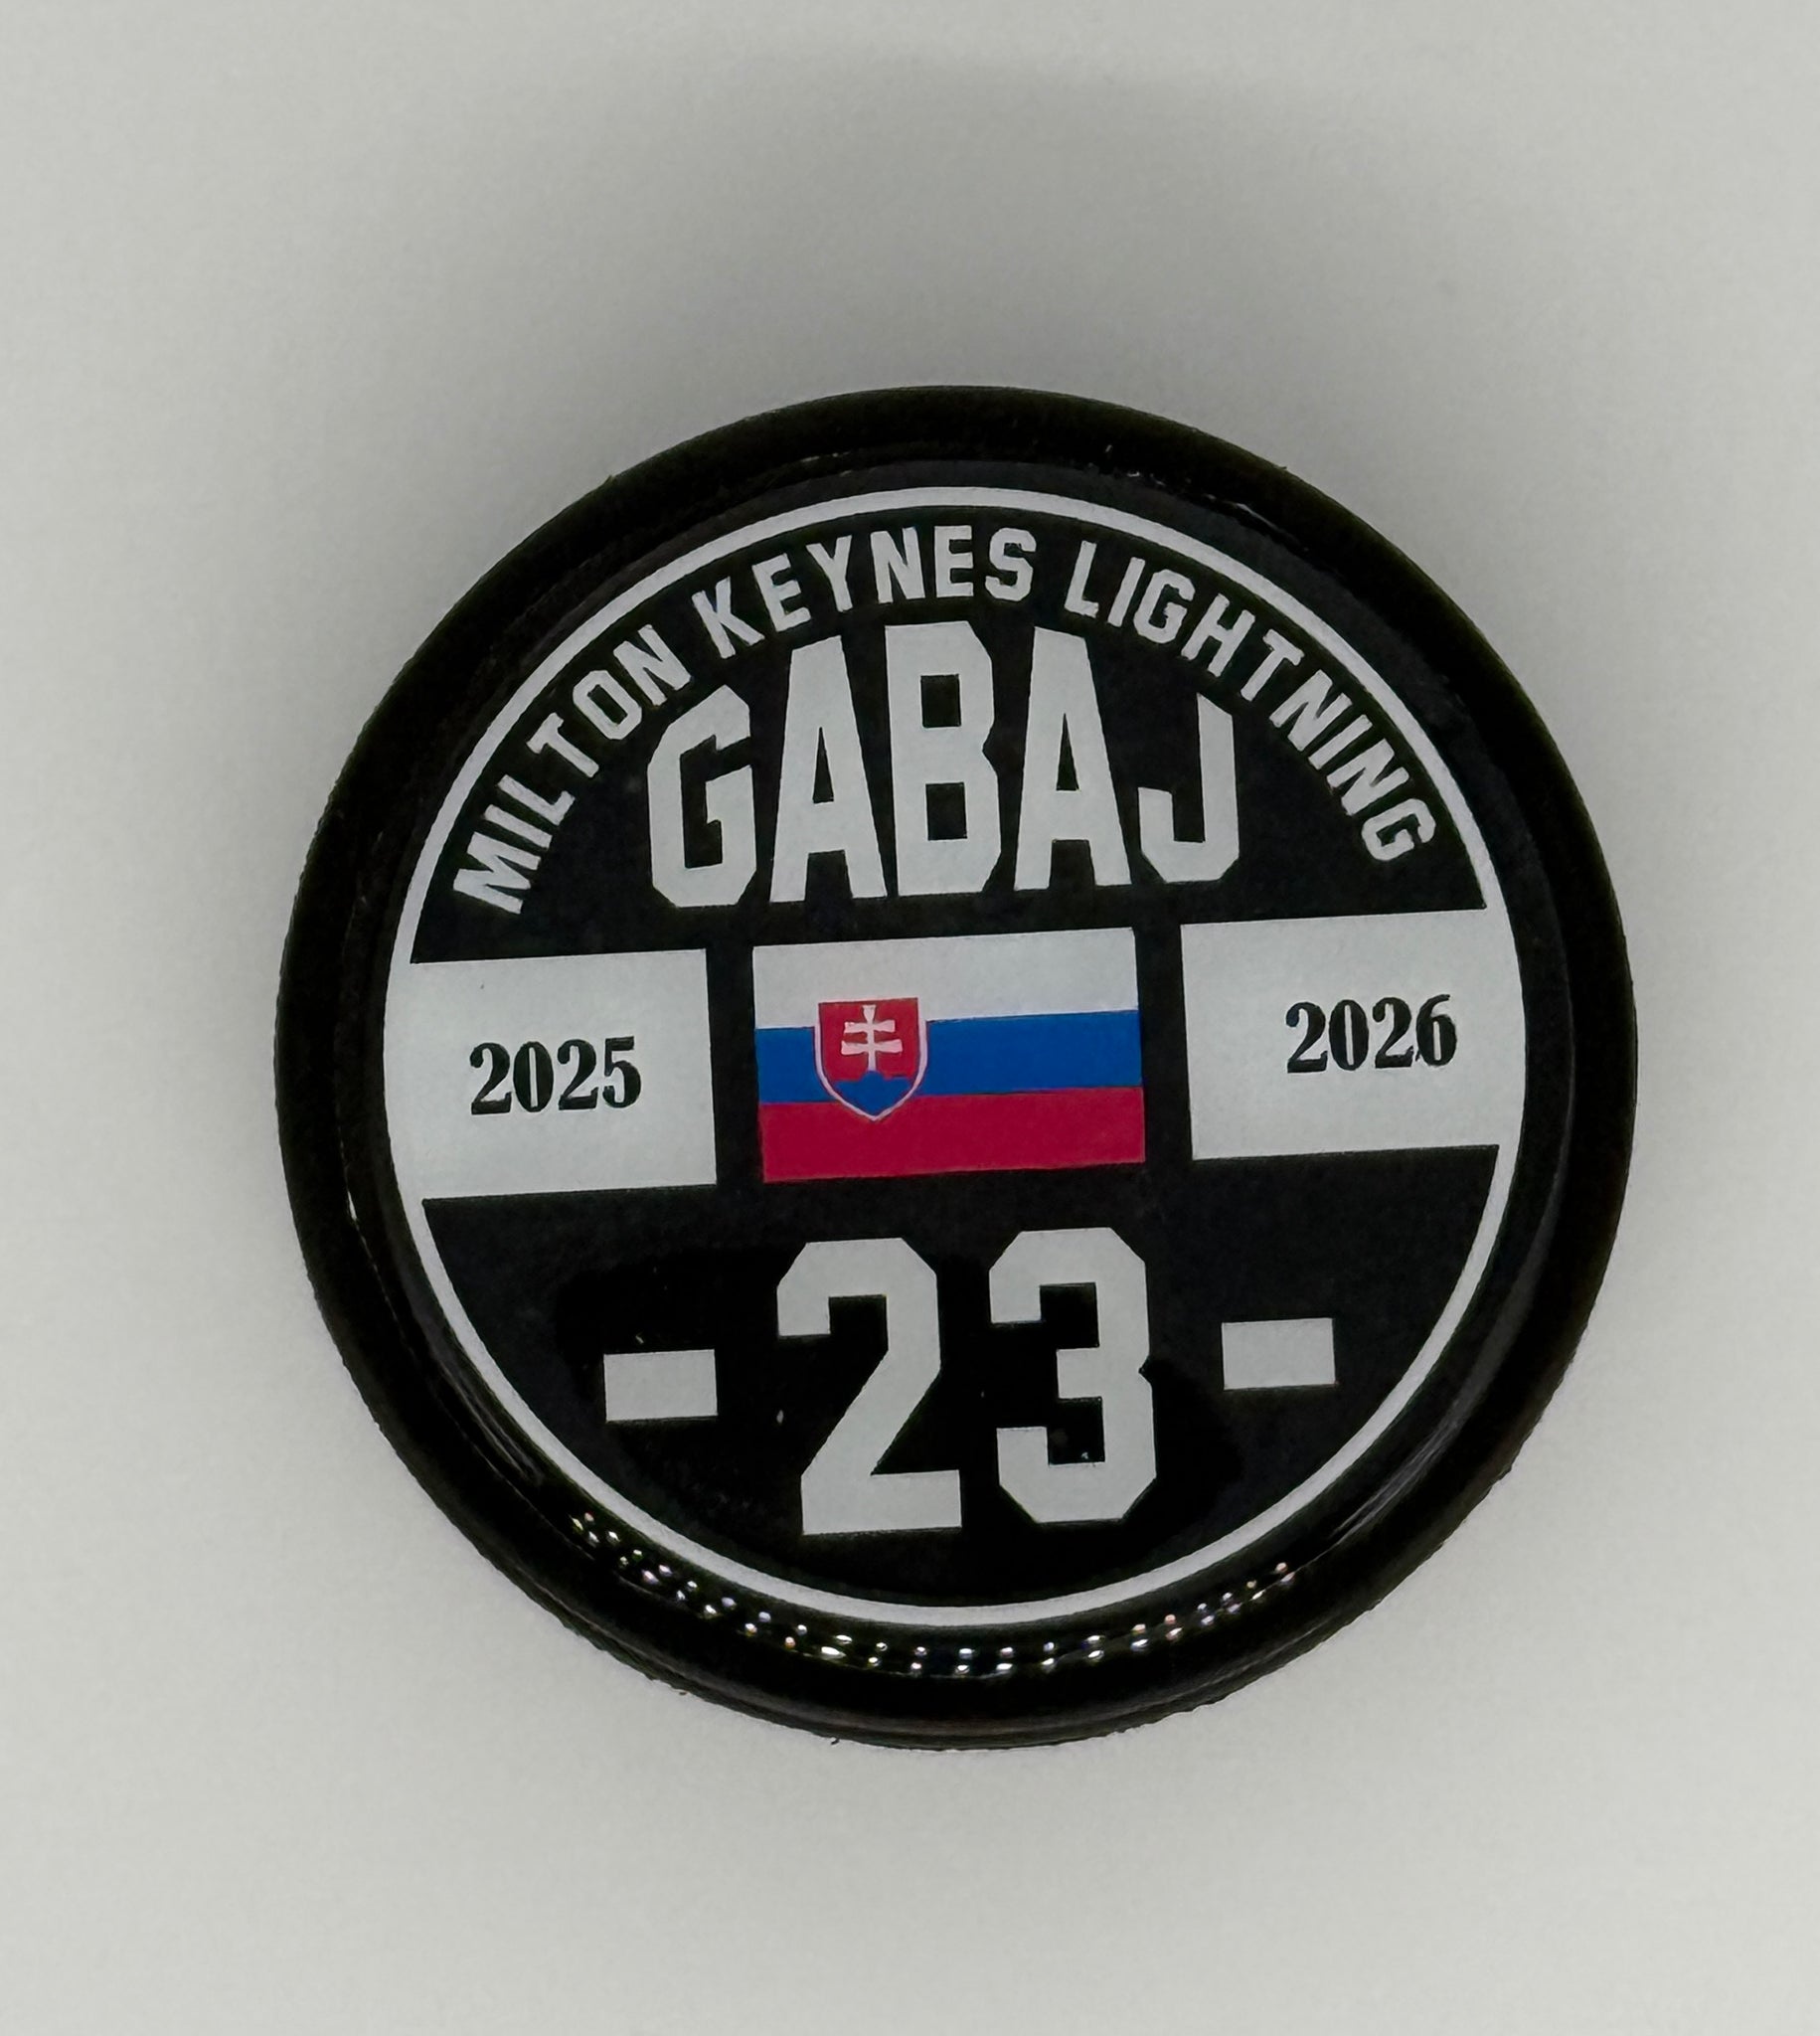 MILTON KEYNES LIGHTNING
GABAJ
2025 2026
-23-